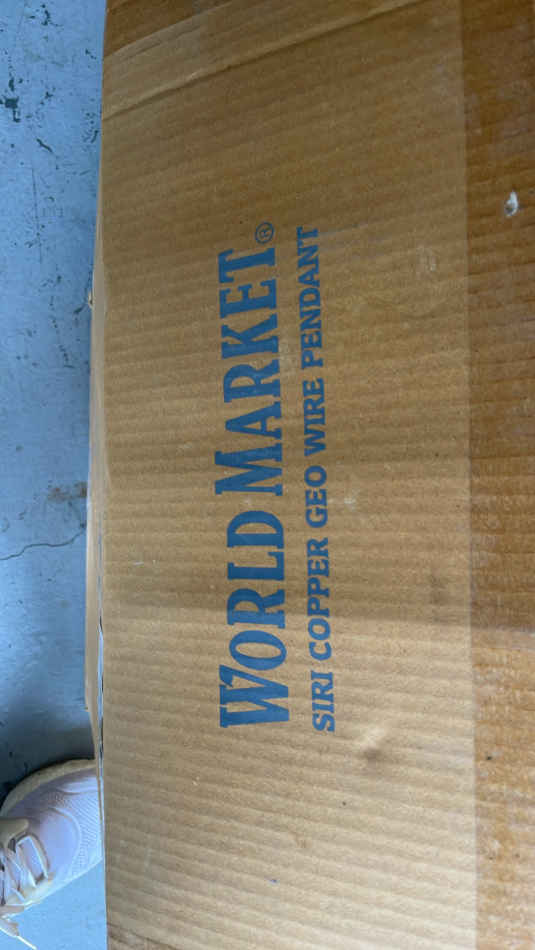 WORLD MARKET®
SIRI COPPER GEO WIRE PENDANT